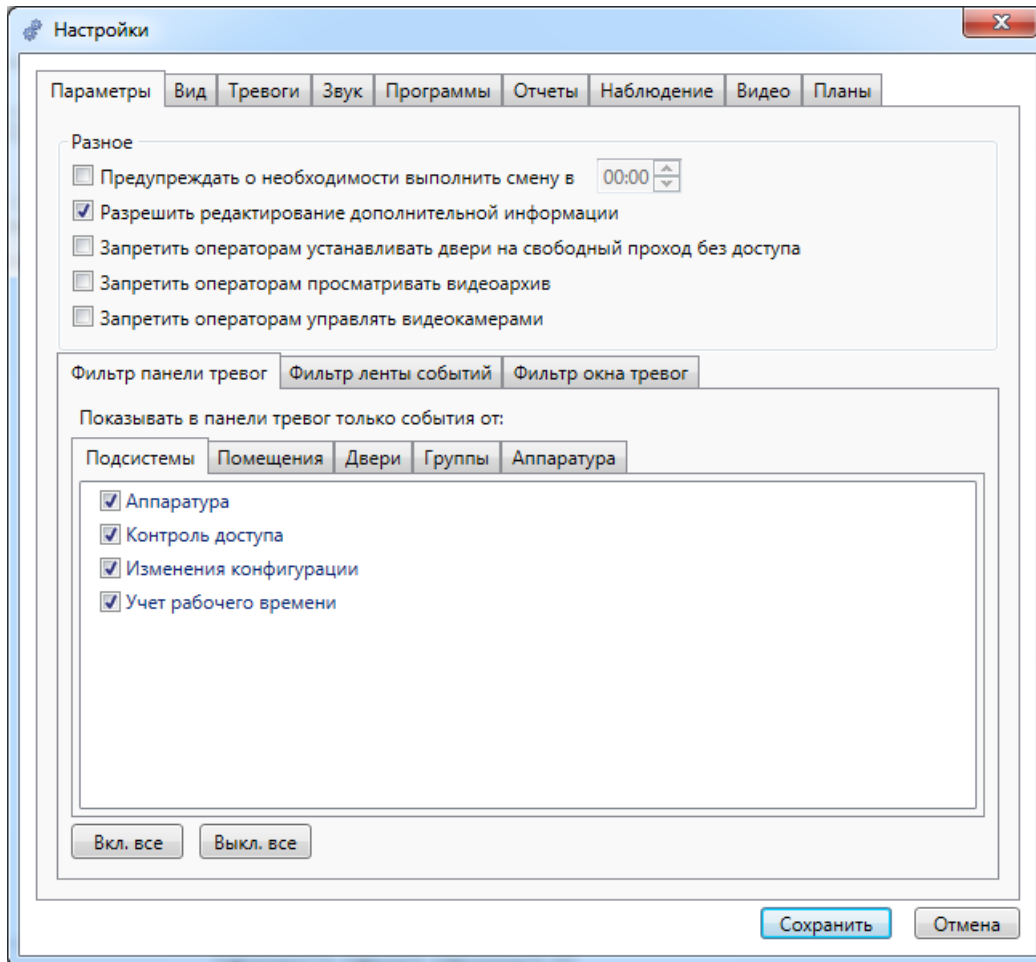 Настройки
Параметры Вид Тревоги Звук Программы Отчеты Наблюдение Видео Планы
Разное
Предупреждать о необходимости выполнить смену в 00:00
Разрешить редактирование дополнительной информации
Запретить операторам устанавливать двери на свободный проход без доступа
Запретить операторам просматривать видеоархив
Запретить операторам управлять видеокамерами
Фильтр панели тревог Фильтр ленты событий Фильтр окна тревог
Показывать в панели тревог только события от:
Подсистемы Помещения Двери Группы Аппаратура
Аппаратура
Контроль доступа
Изменения конфигурации
Учет рабочего времени
Вкл. все Выкл. все
Сохранить Отмена